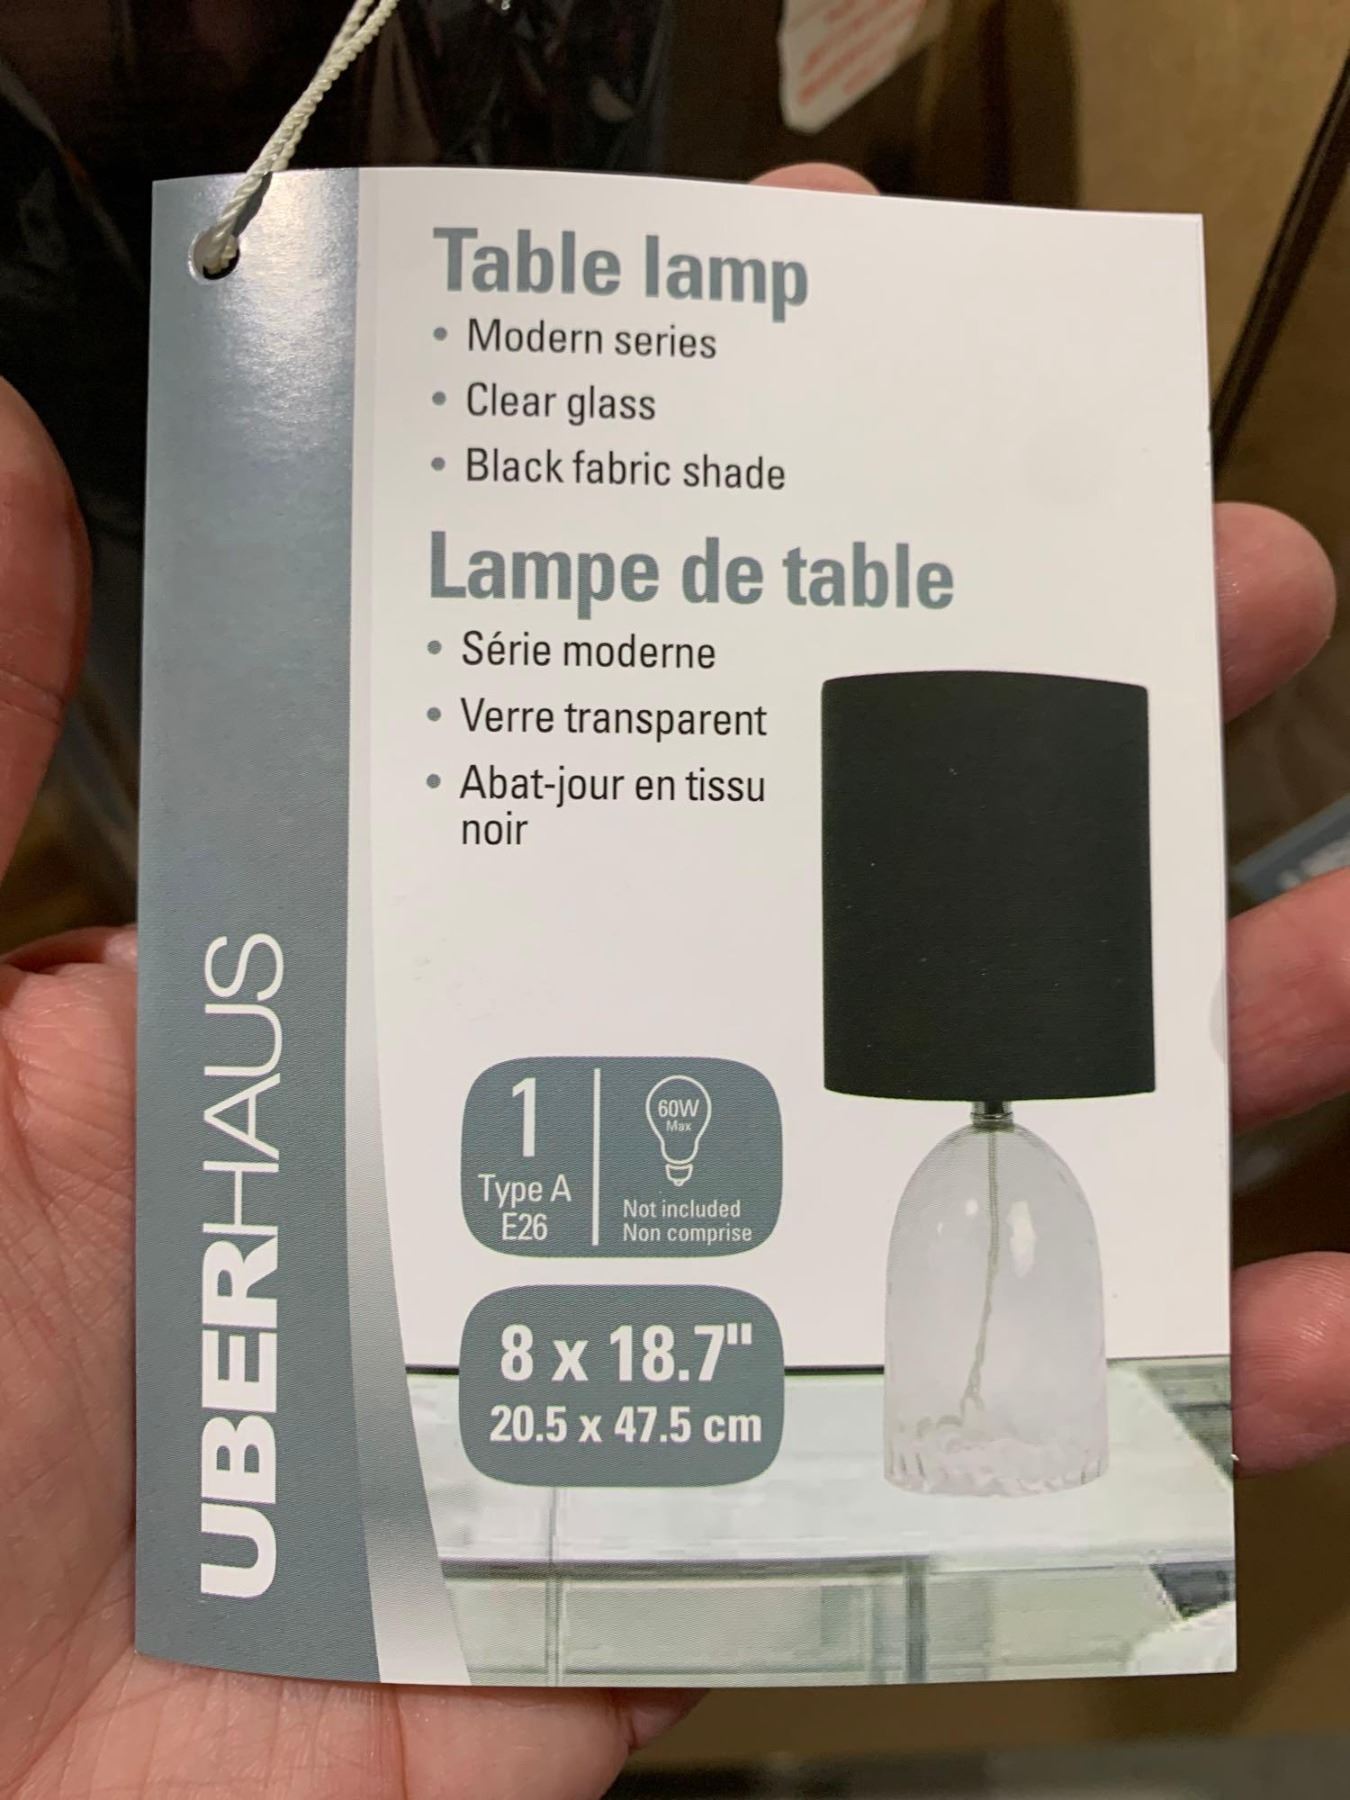 Table lamp
• Modern series
• Clear glass
• Black fabric shade
Lampe de table
• Série moderne
• Verre transparent
• Abat-jour en tissu
noir
UBERHAUS
1
Type A
E26
60W
Max
Not included
Non comprise
8 x 18.7"
20.5 x 47.5 cm